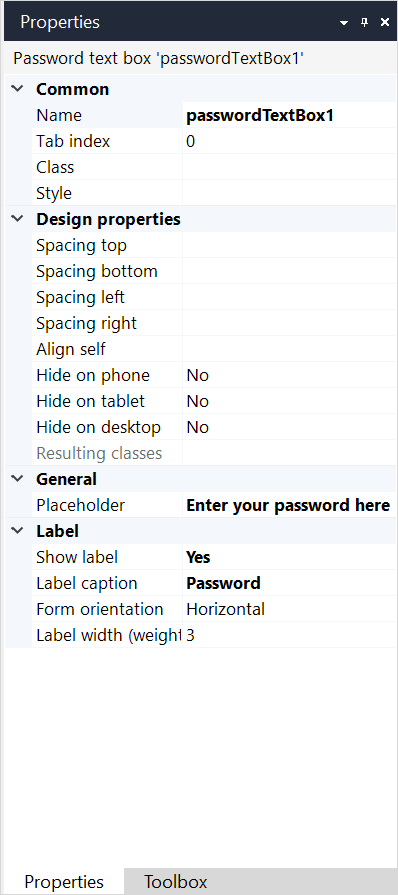 Properties
Password text box 'passwordTextBox1'
Common
Name passwordTextBox1
Tab index 0
Class
Style
Design properties
Spacing top
Spacing bottom
Spacing left
Spacing right
Align self
Hide on phone No
Hide on tablet No
Hide on desktop No
Resulting classes
General
Placeholder Enter your password here
Label
Show label Yes
Label caption Password
Form orientation Horizontal
Label width (weight 3
Properties Toolbox